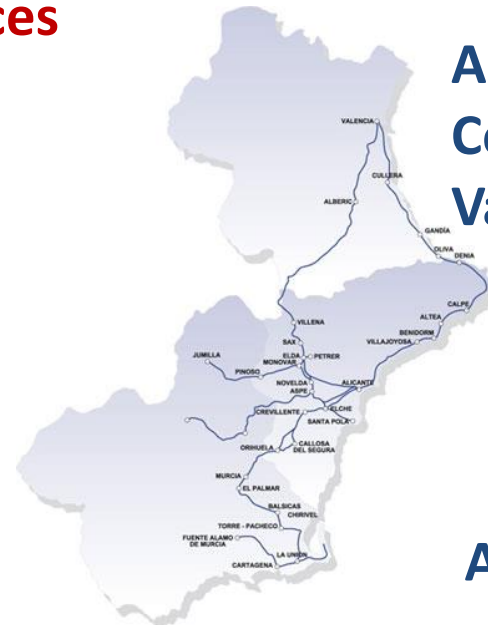 ces
A
Co
Va
VALENCIA
CULLERA
ALBERIC
GANDÍA
OLIVA
DENIA
CALPE
ALTEA
BENIDORM
VILLAJOYOSA
VILLENA
SAX
ELDA
PETRER
MONOVAR
JUMILLA
PINOSO
NOVELDA
ASPE
ALICANTE
CREVILLENTE
ELCHE
SANTA POLA
ORIHUELA
CALLOSA
DEL SEGURA
MURCIA
EL PALMAR
BALSICAS
CHIRIVEL
TORRE - PACHECO
FUENTE ALAMO
DE MURCIA
LA UNIÓN
CARTAGENA
A